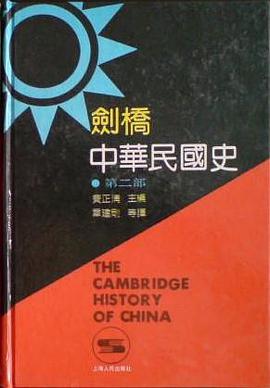 劍橋
中華民國史
第二部
費正清 主編
章建剛 等譯
THE
CAMBRIDGE
HISTORY
OF CHINA
上海人民出版社